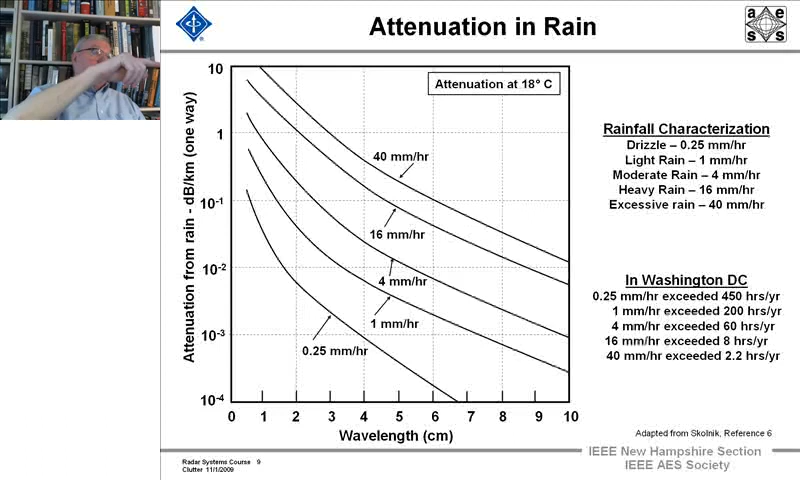 Attenuation in Rain
a e
s s
Attenuation at 18° C
10
1
10-1
10-2
10-3
10-4
Attenuation from rain - dB/km (one way)
40 mm/hr
16 mm/hr
4 mm/hr
1 mm/hr
0.25 mm/hr
0 1 2 3 4 5 6 7 8 9 10
Wavelength (cm)
Rainfall Characterization
Drizzle – 0.25 mm/hr
Light Rain – 1 mm/hr
Moderate Rain – 4 mm/hr
Heavy Rain – 16 mm/hr
Excessive rain – 40 mm/hr
In Washington DC
0.25 mm/hr exceeded 450 hrs/yr
1 mm/hr exceeded 200 hrs/yr
4 mm/hr exceeded 60 hrs/yr
16 mm/hr exceeded 8 hrs/yr
40 mm/hr exceeded 2.2 hrs/yr
Adapted from Skolnik, Reference 6
Radar Systems Course 9
Clutter 11/1/2009
IEEE New Hampshire Section
IEEE AES Society